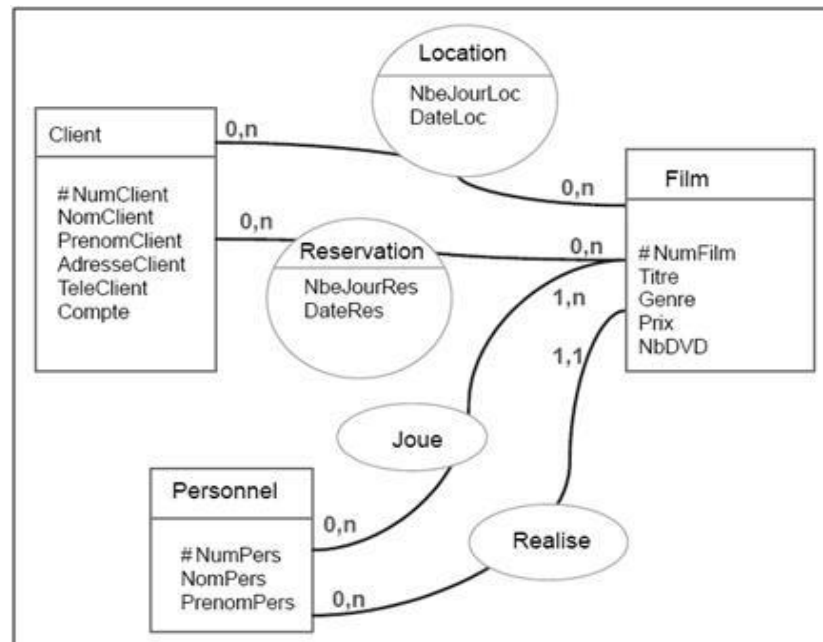 Location
NbeJourLoc
DateLoc
Client
0,n
# NumClient
NomClient
PrenomClient
AdresseClient
TeleClient
Compte
0,n
Film
0,n
# NumFilm
Titre
Genre
Prix
NbDVD
0,n
Reservation
NbeJourRes
DateRes
1,n
1,1
Joue
Personnel
# NumPers
NomPers
PrenomPers
0,n
0,n
Realise